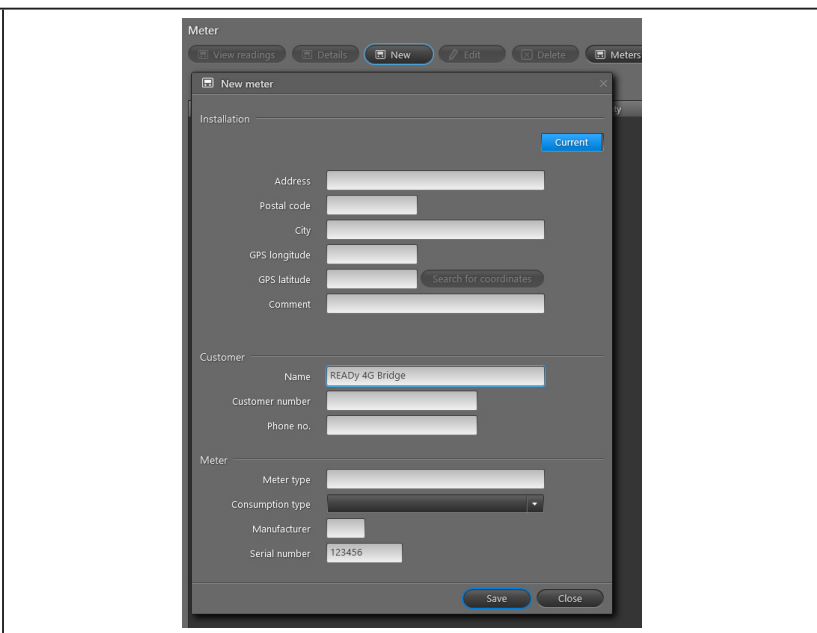 Meter
View readings Details New Edit Delete Meters
New meter
ty
Installation
Current
Address
Postal code
City
GPS longitude
GPS latitude Search for coordinates
Comment
Customer
Name READy 4G Bridge
Customer number
Phone no.
Meter
Meter type
Consumption type
Manufacturer
Serial number 123456
Save Close